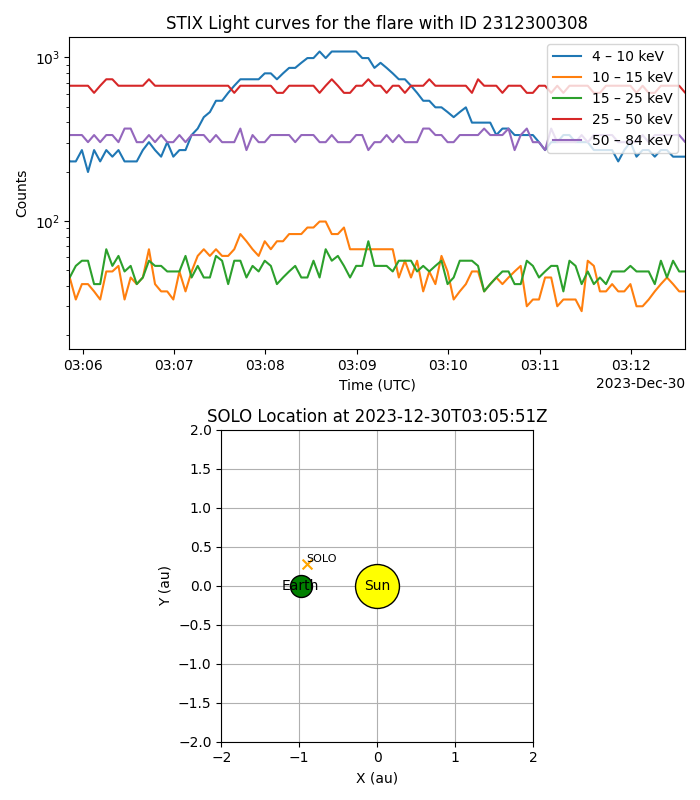 STIX Light curves for the flare with ID 2312300308
10³
10²
Counts
4 – 10 keV
10 – 15 keV
15 – 25 keV
25 – 50 keV
50 – 84 keV
03:06 03:07 03:08 03:09 03:10 03:11 03:12
Time (UTC)
2023-Dec-30
SOLO Location at 2023-12-30T03:05:51Z
2.0
1.5
1.0
0.5
0.0
−0.5
−1.0
−1.5
−2.0
Y (au)
SOLO
Earth
Sun
−2 −1 0 1 2
X (au)